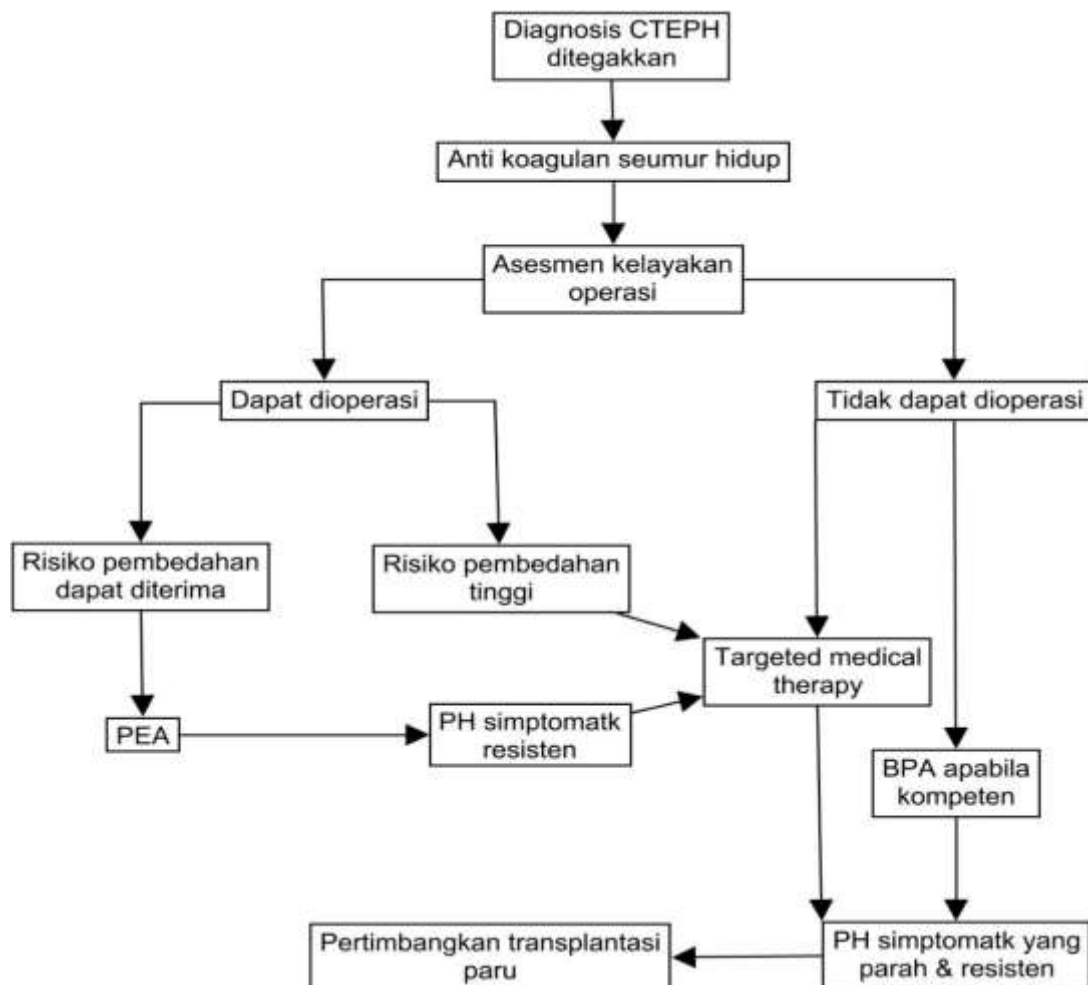 Diagnosis CTEPH
ditegakkan
Anti koagulan seumur hidup
Asesmen kelayakan
operasi
Dapat dioperasi
Tidak dapat dioperasi
Risiko pembedahan
dapat diterima
Risiko pembedahan
tinggi
Targeted medical
therapy
PEA
PH simptomatk
resisten
BPA apabila
kompeten
Pertimbangkan transplantasi
paru
PH simptomatk yang
parah & resisten